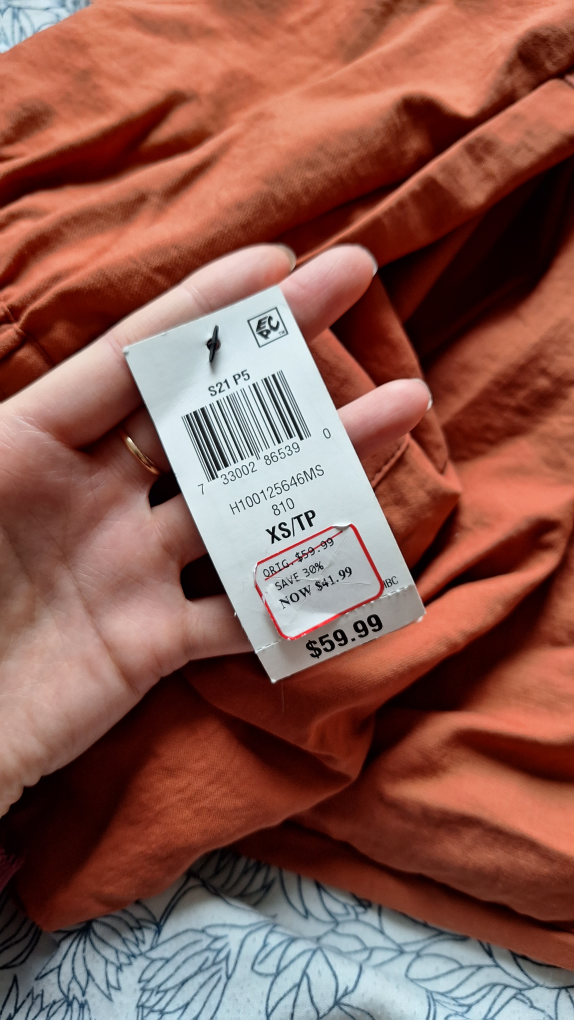 S21 P5
7 33002 86539 0
H100125646MS
810
XS/TP
ORIG. $59.99
SAVE 30%
NOW $41.99
$59.99